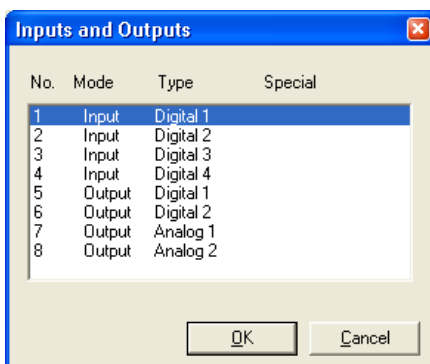 Inputs and Outputs
No. Mode Type Special
1 Input Digital 1
2 Input Digital 2
3 Input Digital 3
4 Input Digital 4
5 Output Digital 1
6 Output Digital 2
7 Output Analog 1
8 Output Analog 2
OK Cancel